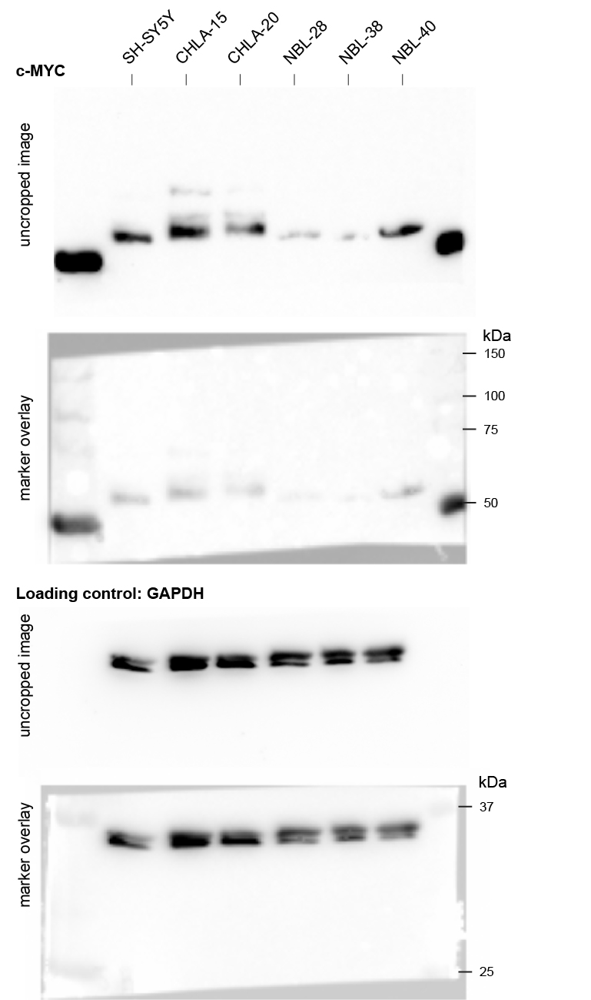 SH-SY5Y
CHLA-15
CHLA-20
NBL-28
NBL-38
NBL-40
c-MYC
uncropped image
marker overlay
kDa
150
100
75
50
Loading control: GAPDH
uncropped image
marker overlay
kDa
37
25